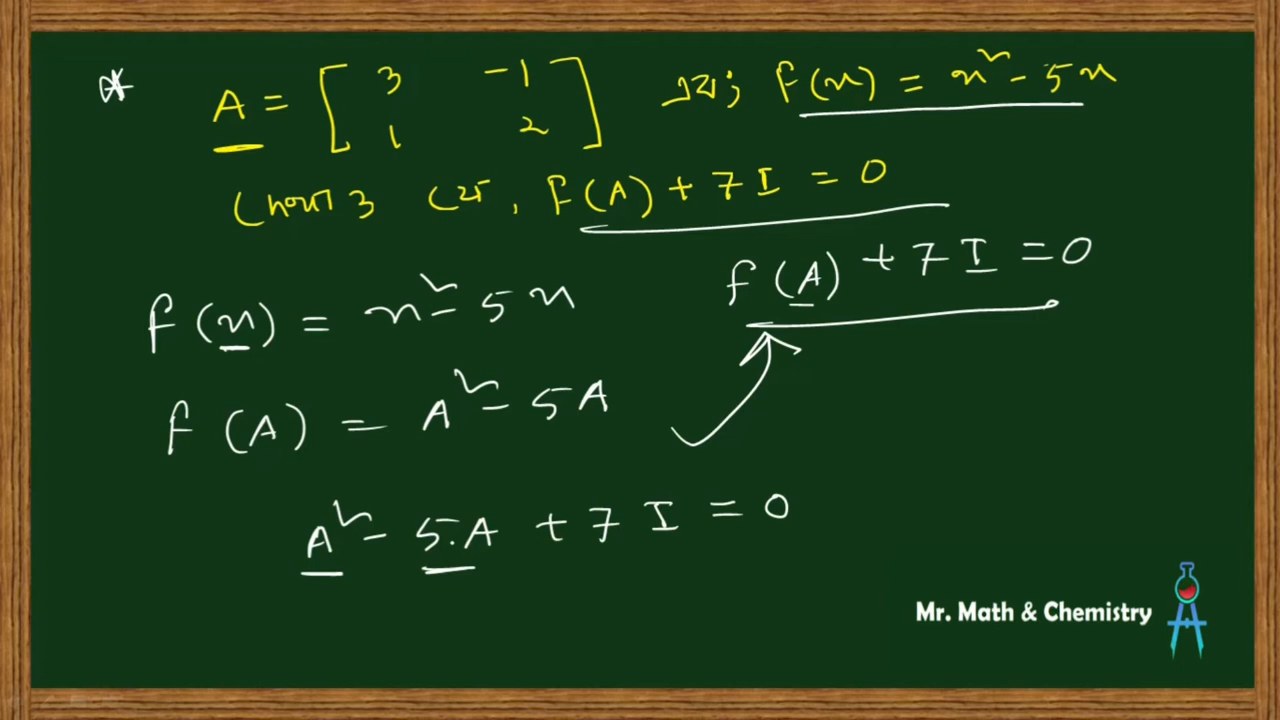 A = [ 3 -1 হয়; f(x) = x² - 5x
1 2 ]
দেখাও যে, f(A) + 7I = 0
f(A) + 7I = 0
f(x) = x² - 5x
f(A) = A² - 5A
A² - 5.A + 7I = 0
Mr. Math & Chemistry